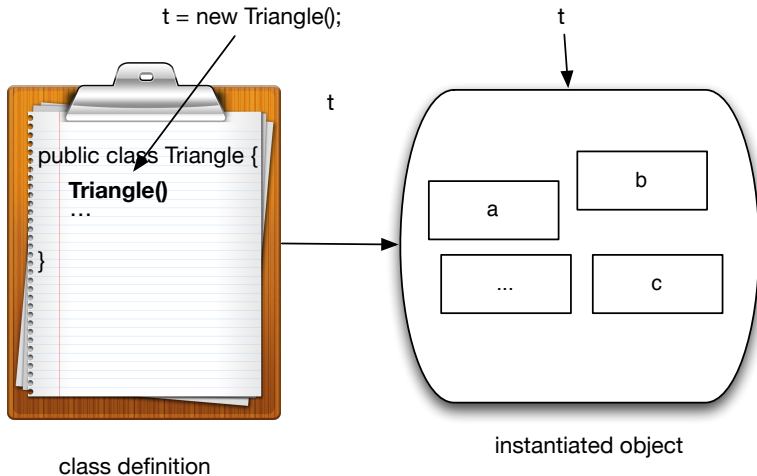 t = new Triangle();
t
t
public class Triangle {
Triangle()
...
}
a
b
...
c
class definition
instantiated object